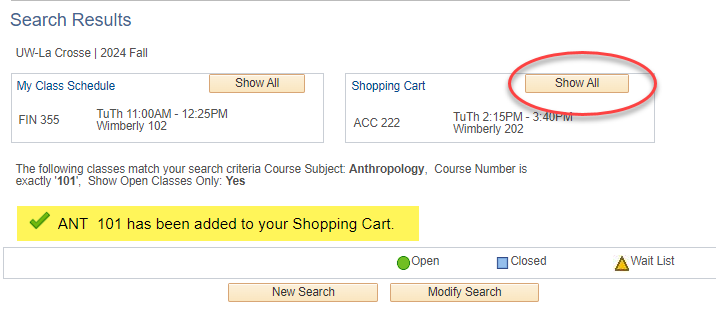 Search Results
UW-La Crosse | 2024 Fall
My Class Schedule
Show All
FIN 355
TuTh 11:00AM - 12:25PM
Wimberly 102
Shopping Cart
Show All
ACC 222
TuTh 2:15PM - 3:40PM
Wimberly 202
The following classes match your search criteria Course Subject: Anthropology, Course Number is
exactly '101', Show Open Classes Only: Yes
ANT 101 has been added to your Shopping Cart.
Open Closed Wait List
New Search Modify Search